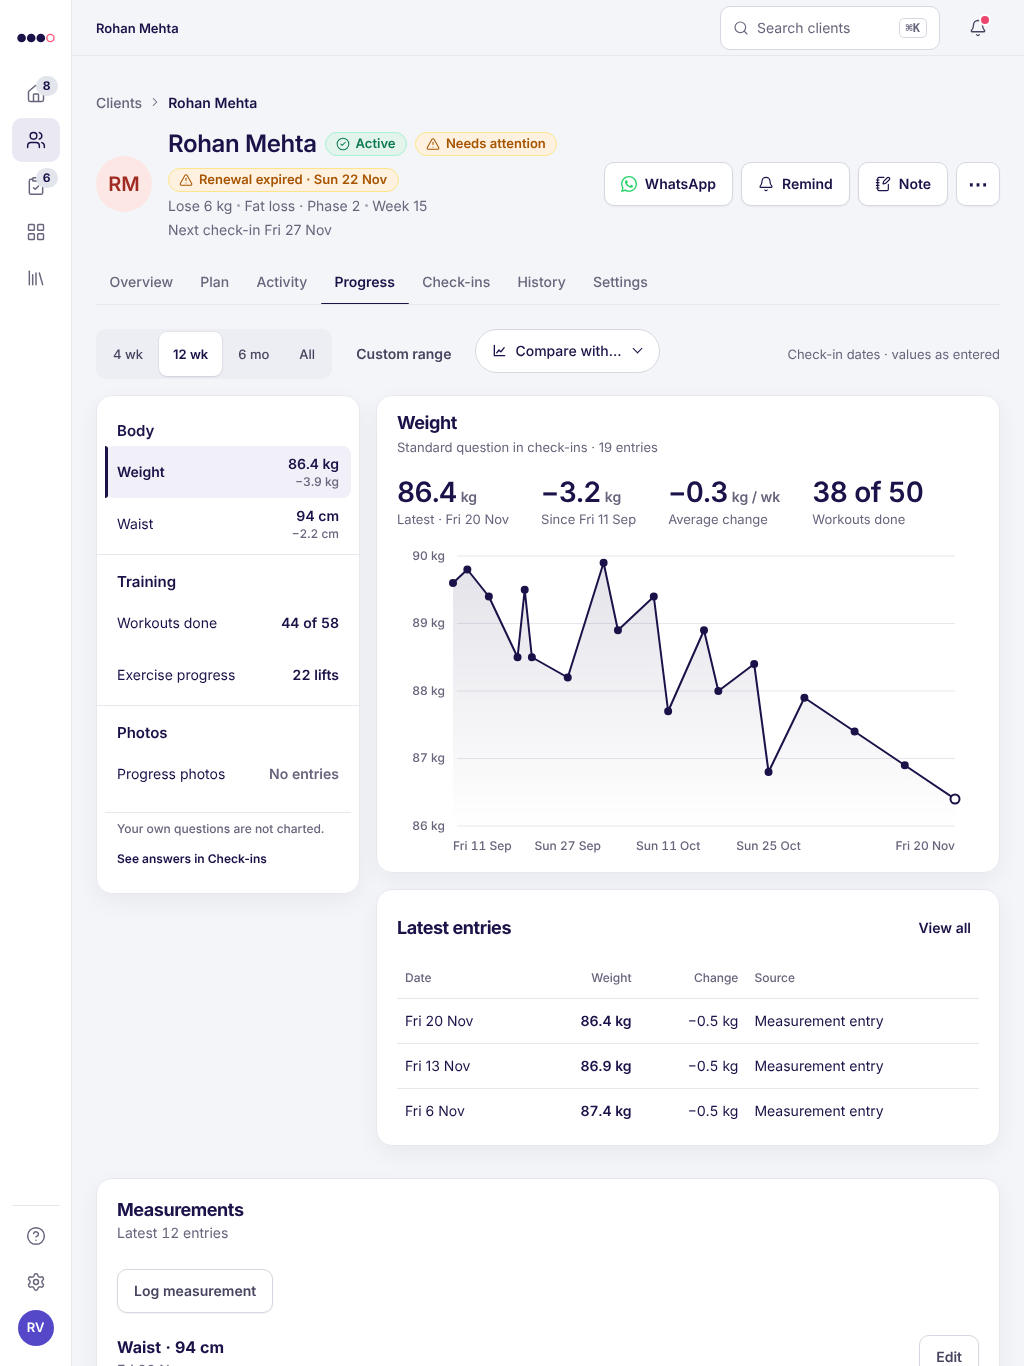 Rohan Mehta
Search clients
⌘K
8
6
Clients
Rohan Mehta
Rohan Mehta
Active
Needs attention
RM
Renewal expired · Sun 22 Nov
Lose 6 kg · Fat loss · Phase 2 · Week 15
Next check-in Fri 27 Nov
WhatsApp
Remind
Note
Overview
Plan
Activity
Progress
Check-ins
History
Settings
4 wk
12 wk
6 mo
All
Custom range
Compare with...
Check-in dates · values as entered
Body
Weight
86.4 kg
−3.9 kg
Waist
94 cm
−2.2 cm
Training
Workouts done
44 of 58
Exercise progress
22 lifts
Photos
Progress photos
No entries
Your own questions are not charted.
See answers in Check-ins
Weight
Standard question in check-ins · 19 entries
86.4 kg
Latest · Fri 20 Nov
−3.2 kg
Since Fri 11 Sep
−0.3 kg / wk
Average change
38 of 50
Workouts done
90 kg
89 kg
88 kg
87 kg
86 kg
Fri 11 Sep
Sun 27 Sep
Sun 11 Oct
Sun 25 Oct
Fri 20 Nov
Latest entries
View all
Date
Weight
Change
Source
Fri 20 Nov
86.4 kg
−0.5 kg
Measurement entry
Fri 13 Nov
86.9 kg
−0.5 kg
Measurement entry
Fri 6 Nov
87.4 kg
−0.5 kg
Measurement entry
Measurements
Latest 12 entries
Log measurement
Waist · 94 cm
Edit
RV